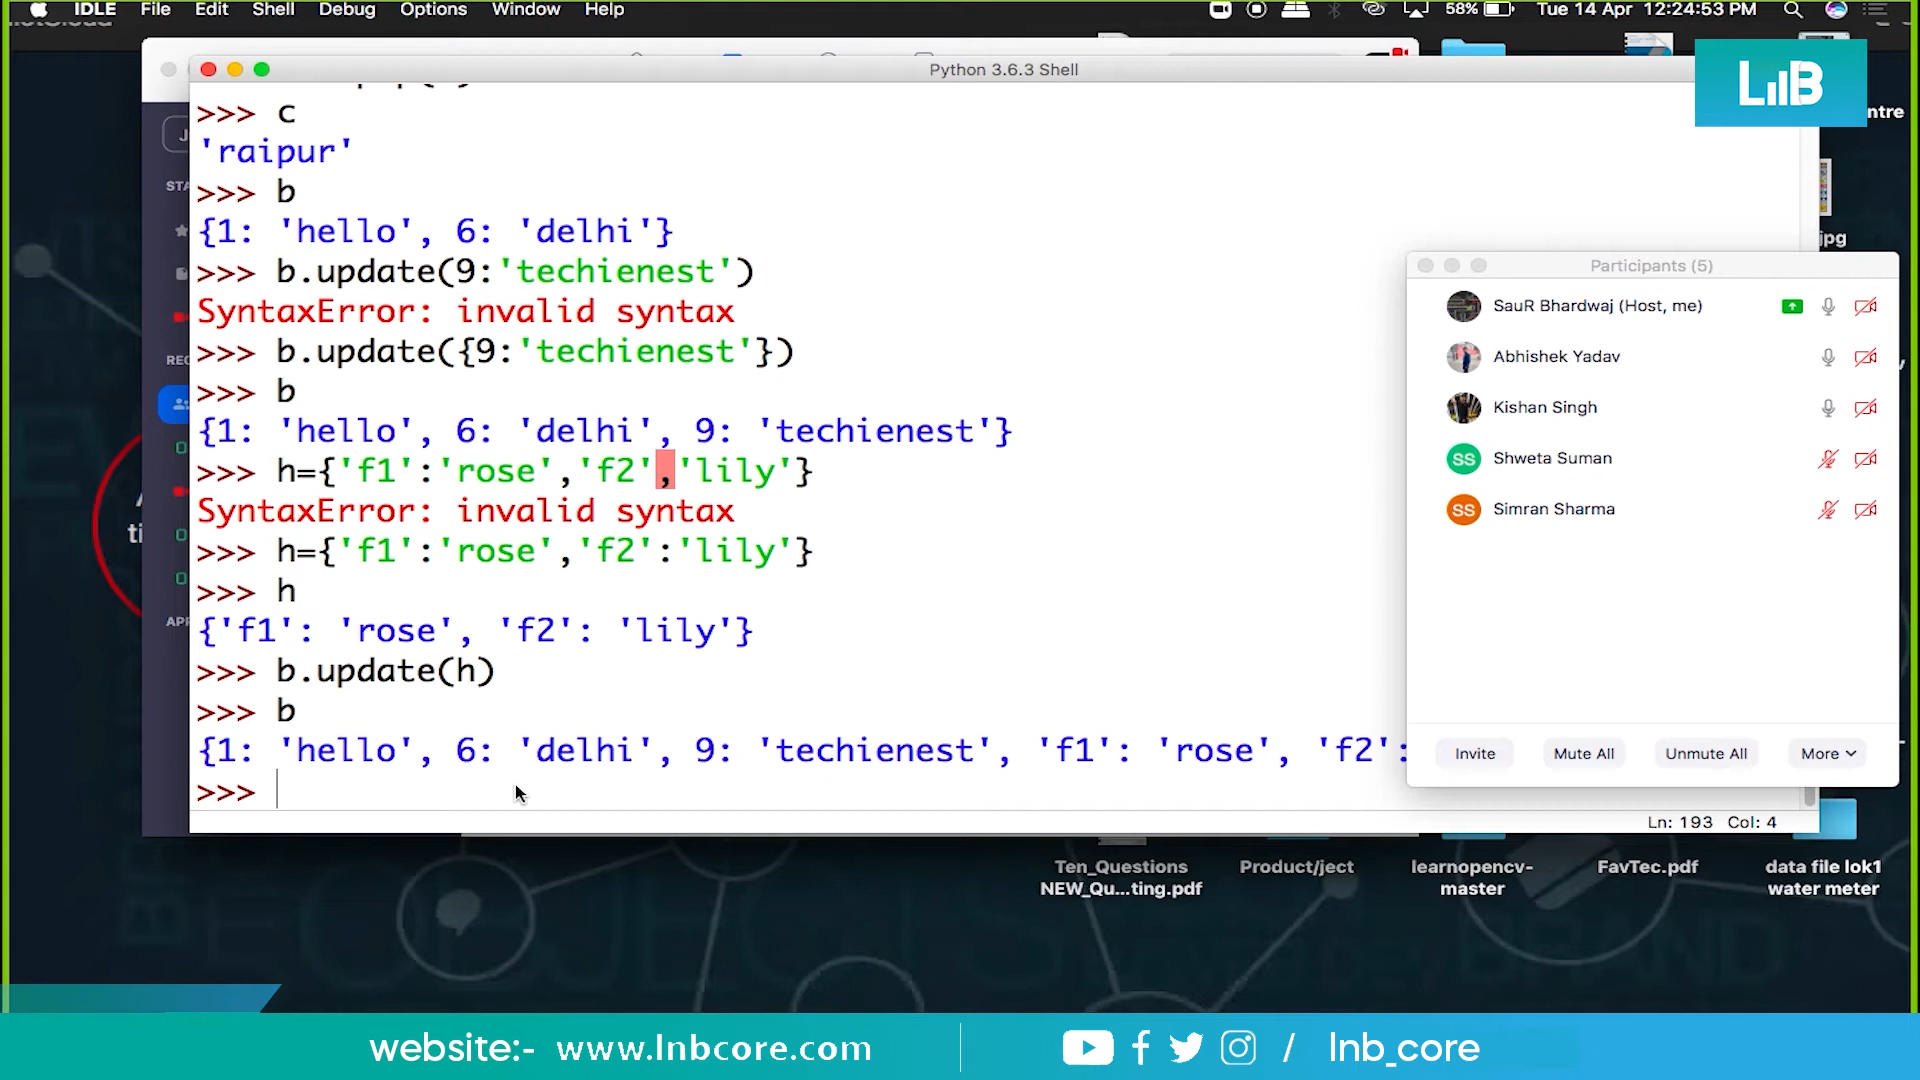 IDLE File Edit Shell Debug Options Window Help 58% Tue 14 Apr 12:24:53 PM
Python 3.6.3 Shell
LNB
>>> c
'raipur'
>>> b
{1: 'hello', 6: 'delhi'}
>>> b.update(9:'techienest')
SyntaxError: invalid syntax
>>> b.update({9:'techienest'})
>>> b
{1: 'hello', 6: 'delhi', 9: 'techienest'}
>>> h={'f1':'rose','f2','lily'}
SyntaxError: invalid syntax
>>> h={'f1':'rose','f2':'lily'}
>>> h
{'f1': 'rose', 'f2': 'lily'}
>>> b.update(h)
>>> b
{1: 'hello', 6: 'delhi', 9: 'techienest', 'f1': 'rose', 'f2':
>>>
Ln: 193 Col: 4
Participants (5)
SauR Bhardwaj (Host, me)
Abhishek Yadav
Kishan Singh
SS Shweta Suman
SS Simran Sharma
Invite Mute All Unmute All More
ntre
jpg
STA
REC
APP
Ten_Questions
NEW_Qu...ting.pdf
Product/ject
learnopencv-
master
FavTec.pdf
data file lok1
water meter
website:- www.lnbcore.com / lnb_core